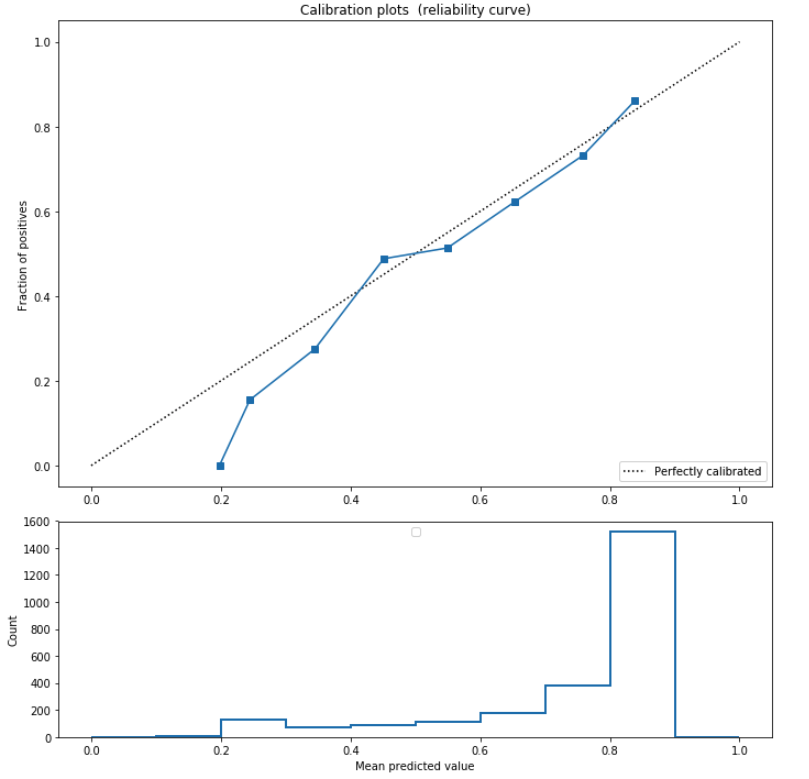 Calibration plots (reliability curve)
1.0
0.8
0.6
0.4
0.2
0.0
Fraction of positives
Perfectly calibrated
0.0 0.2 0.4 0.6 0.8 1.0
1600
1400
1200
1000
800
600
400
200
0
Count
0.0 0.2 0.4 0.6 0.8 1.0
Mean predicted value